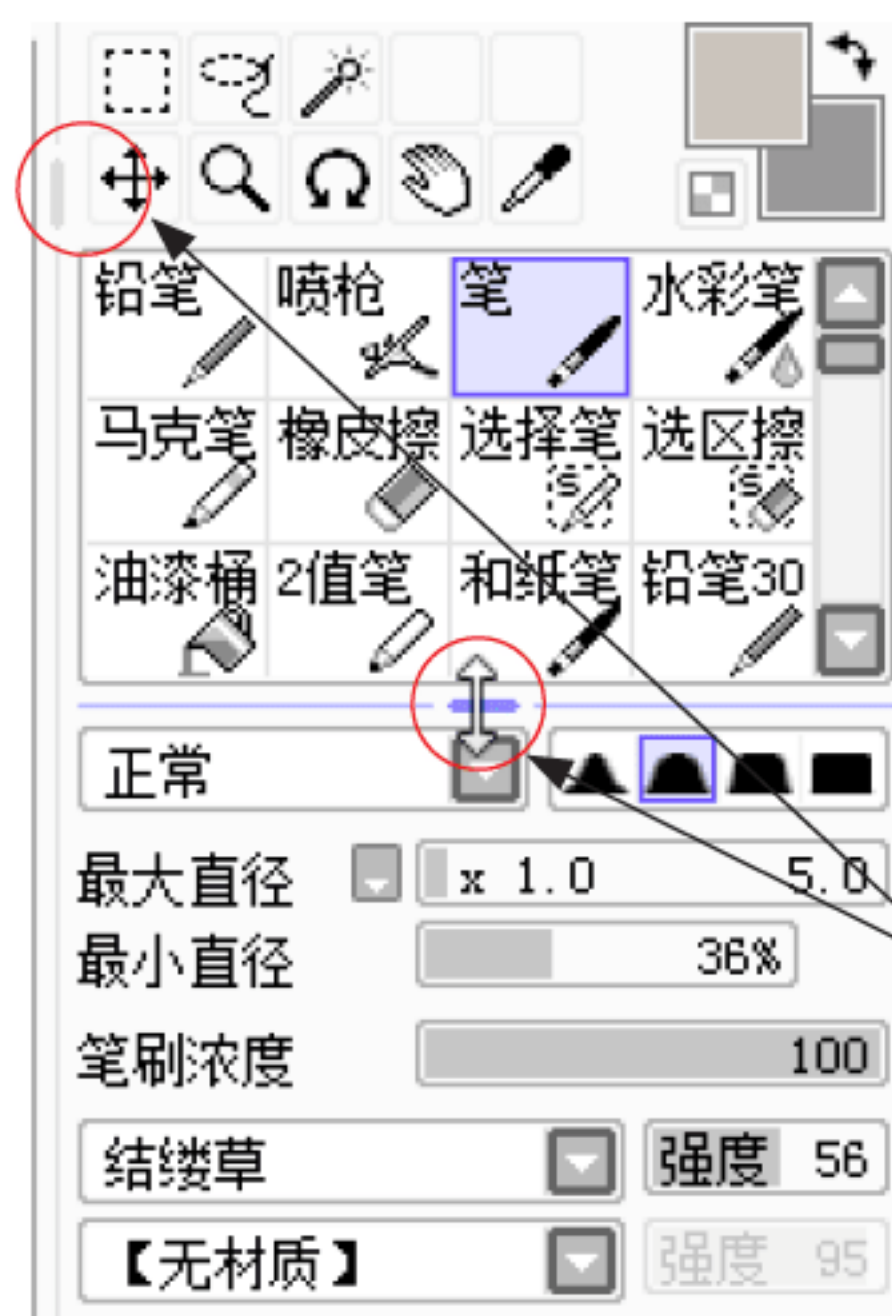 铅笔 喷枪 笔 水彩笔
马克笔 橡皮擦 选择笔 选区擦
油漆桶 2值笔 和纸笔 铅笔30
正常
最大直径 x 1.0 5.0
最小直径 36%
笔刷浓度 100
结缕草 强度 56
【无材质】 强度 95